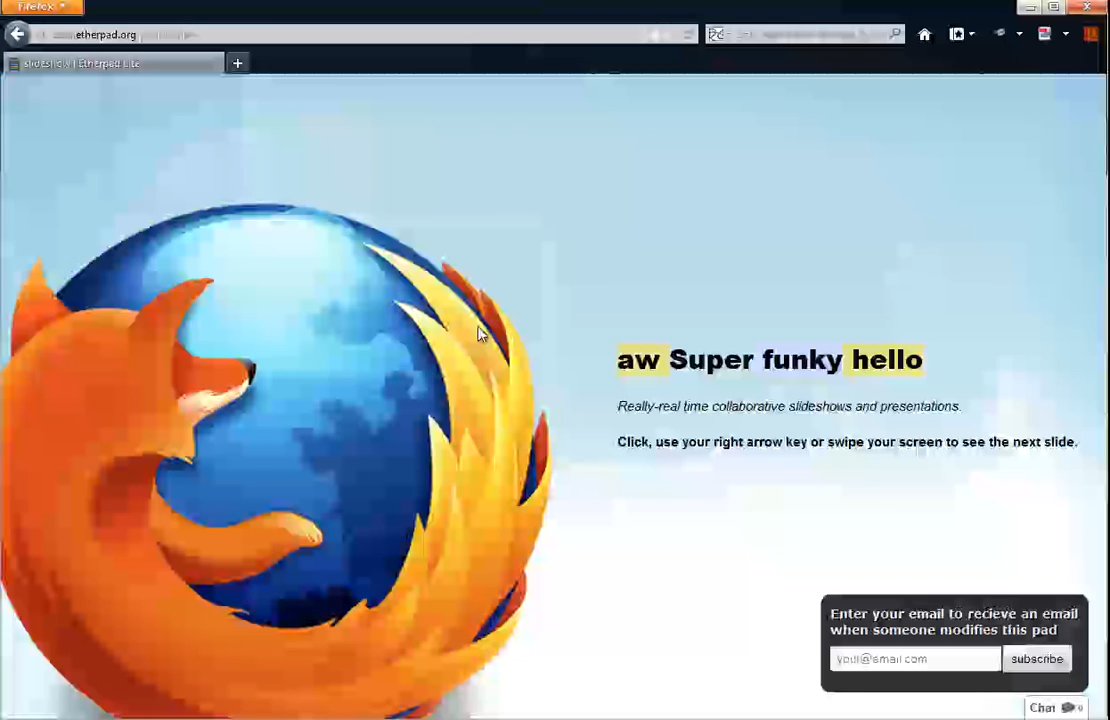 Firefox
etherpad.org
slideshow | Etherpad Lite
aw Super funky hello
Really-real time collaborative slideshows and presentations.
Click, use your right arrow key or swipe your screen to see the next slide.
Enter your email to recieve an email
when someone modifies this pad
your@email.com
subscribe
Chat 0